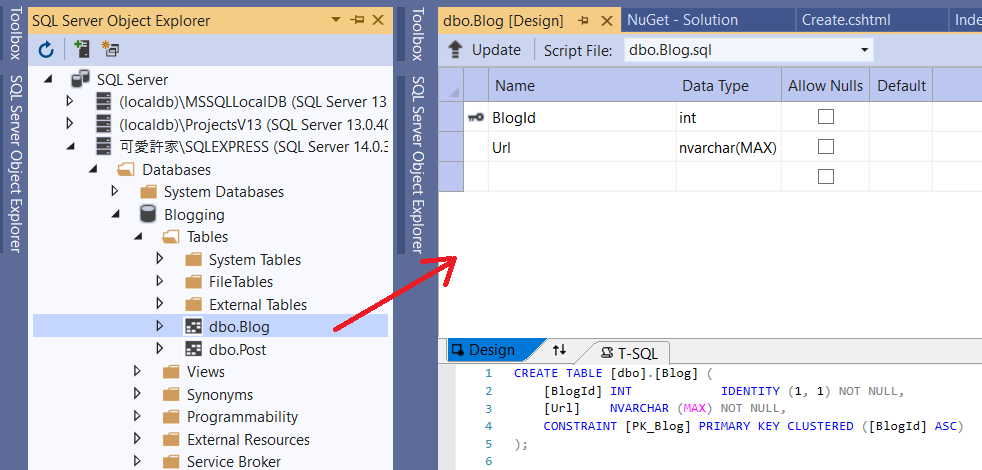 Toolbox
SQL Server Object Explorer
SQL Server Object Explorer
SQL Server
(localdb)\MSSQLLocalDB (SQL Server 13.
(localdb)\ProjectsV13 (SQL Server 13.0.40
可愛許家\SQLEXPRESS (SQL Server 14.0.3
Databases
System Databases
Blogging
Tables
System Tables
FileTables
External Tables
dbo.Blog
dbo.Post
Views
Synonyms
Programmability
External Resources
Service Broker
Toolbox
SQL Server Object Explorer
dbo.Blog [Design]
NuGet - Solution
Create.cshtml
Inde
Update
Script File:
dbo.Blog.sql
Name
Data Type
Allow Nulls
Default
BlogId
int
Url
nvarchar(MAX)
Design
T-SQL
1 CREATE TABLE [dbo].[Blog] (
2 [BlogId] INT IDENTITY (1, 1) NOT NULL,
3 [Url] NVARCHAR (MAX) NOT NULL,
4 CONSTRAINT [PK_Blog] PRIMARY KEY CLUSTERED ([BlogId] ASC)
5 );
6